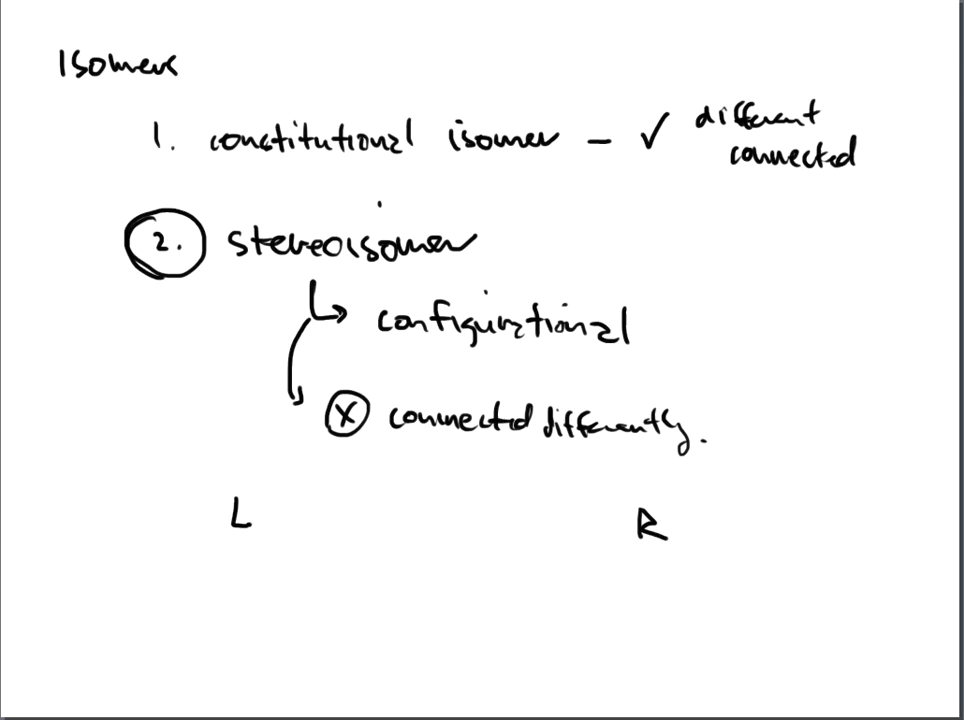 Isomers
1. constitutional isomer – ✓ different
connected
2. stereoisomer
↳ configurational
↳ ⓧ connected differently.
L R